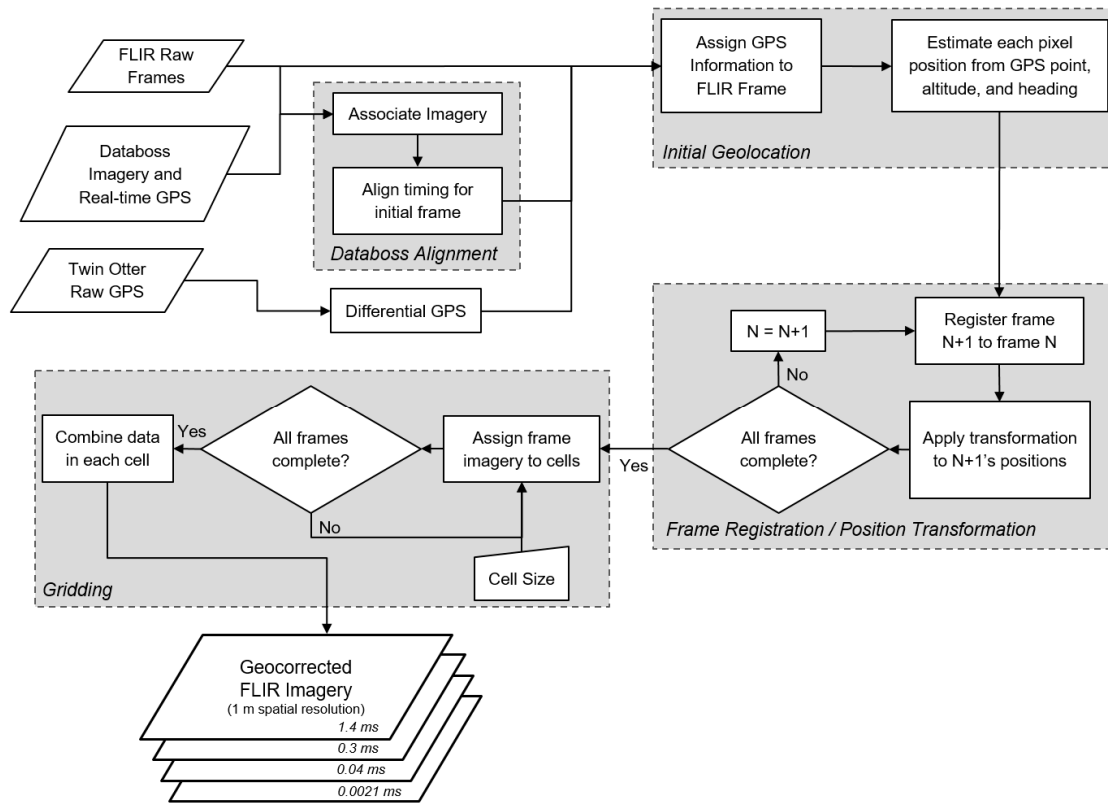 FLIR Raw
Frames
Databoss
Imagery and
Real-time GPS
Twin Otter
Raw GPS
Associate Imagery
Align timing for
initial frame
Databoss Alignment
Differential GPS
Assign GPS
Information to
FLIR Frame
Estimate each pixel
position from GPS point,
altitude, and heading
Initial Geolocation
Register frame
N+1 to frame N
N = N+1
No
Apply transformation
to N+1's positions
All frames
complete?
Yes
Frame Registration / Position Transformation
Assign frame
imagery to cells
All frames
complete?
Yes
No
Combine data
in each cell
Cell Size
Gridding
Geocorrected
FLIR Imagery
(1 m spatial resolution)
1.4 ms
0.3 ms
0.04 ms
0.0021 ms